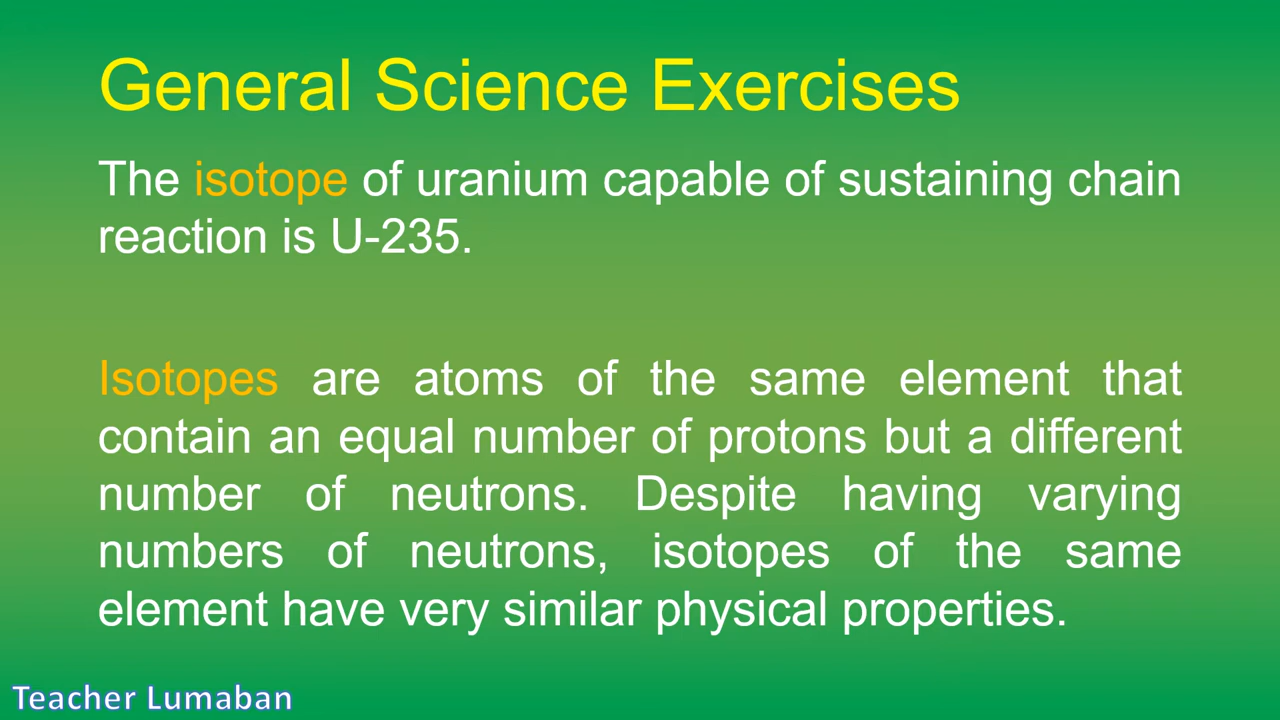 General Science Exercises
The isotope of uranium capable of sustaining chain
reaction is U-235.
Isotopes are atoms of the same element that
contain an equal number of protons but a different
number of neutrons. Despite having varying
numbers of neutrons, isotopes of the same
element have very similar physical properties.
Teacher Lumaban